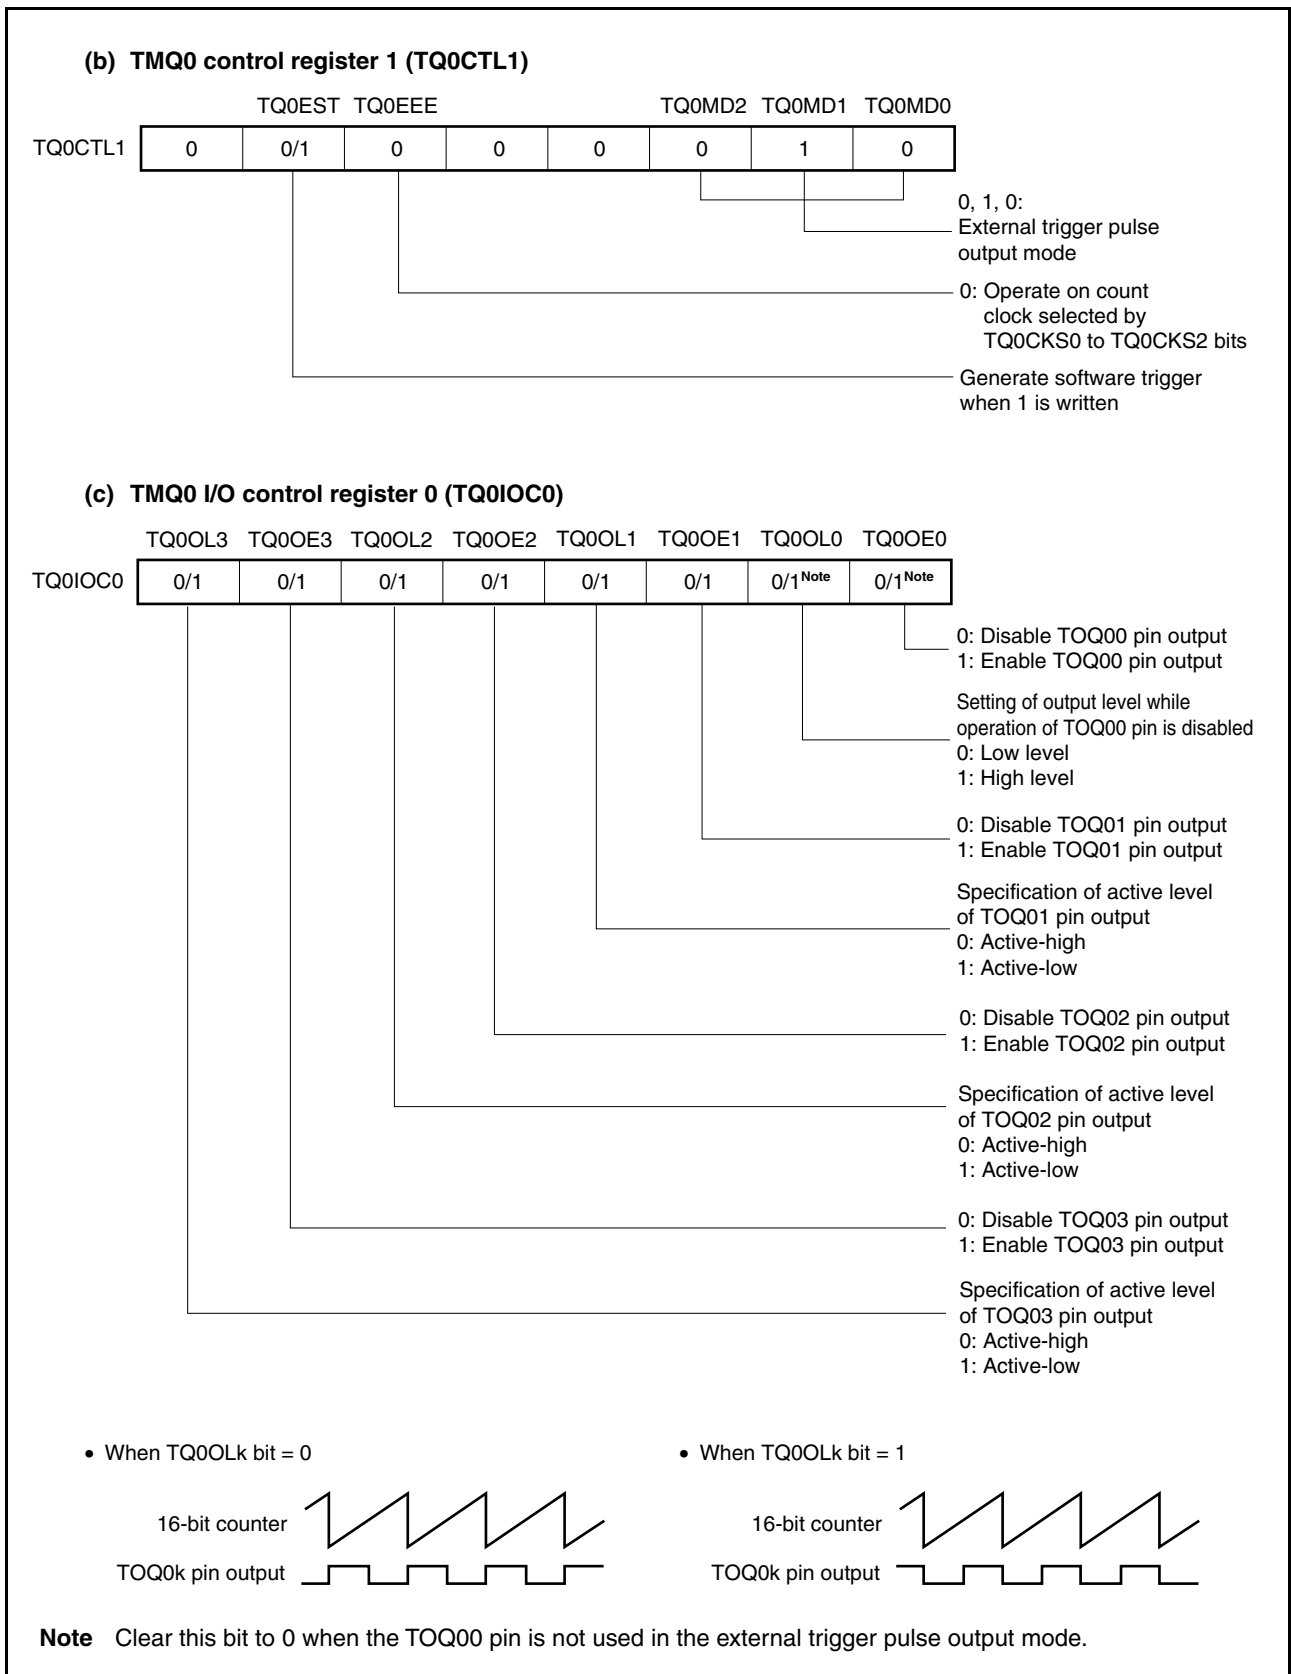 (b) TMQ0 control register 1 (TQ0CTL1)
TQ0EST TQ0EEE TQ0MD2 TQ0MD1 TQ0MD0
TQ0CTL1 0 0/1 0 0 0 0 1 0
0, 1, 0:
External trigger pulse
output mode
0: Operate on count
clock selected by
TQ0CKS0 to TQ0CKS2 bits
Generate software trigger
when 1 is written
(c) TMQ0 I/O control register 0 (TQ0IOC0)
TQ0OL3 TQ0OE3 TQ0OL2 TQ0OE2 TQ0OL1 TQ0OE1 TQ0OL0 TQ0OE0
TQ0IOC0 0/1 0/1 0/1 0/1 0/1 0/1 0/1Note 0/1Note
0: Disable TOQ00 pin output
1: Enable TOQ00 pin output
Setting of output level while
operation of TOQ00 pin is disabled
0: Low level
1: High level
0: Disable TOQ01 pin output
1: Enable TOQ01 pin output
Specification of active level
of TOQ01 pin output
0: Active-high
1: Active-low
0: Disable TOQ02 pin output
1: Enable TOQ02 pin output
Specification of active level
of TOQ02 pin output
0: Active-high
1: Active-low
0: Disable TOQ03 pin output
1: Enable TOQ03 pin output
Specification of active level
of TOQ03 pin output
0: Active-high
1: Active-low
• When TQ0OLk bit = 0
16-bit counter
TOQ0k pin output
• When TQ0OLk bit = 1
16-bit counter
TOQ0k pin output
Note Clear this bit to 0 when the TOQ00 pin is not used in the external trigger pulse output mode.